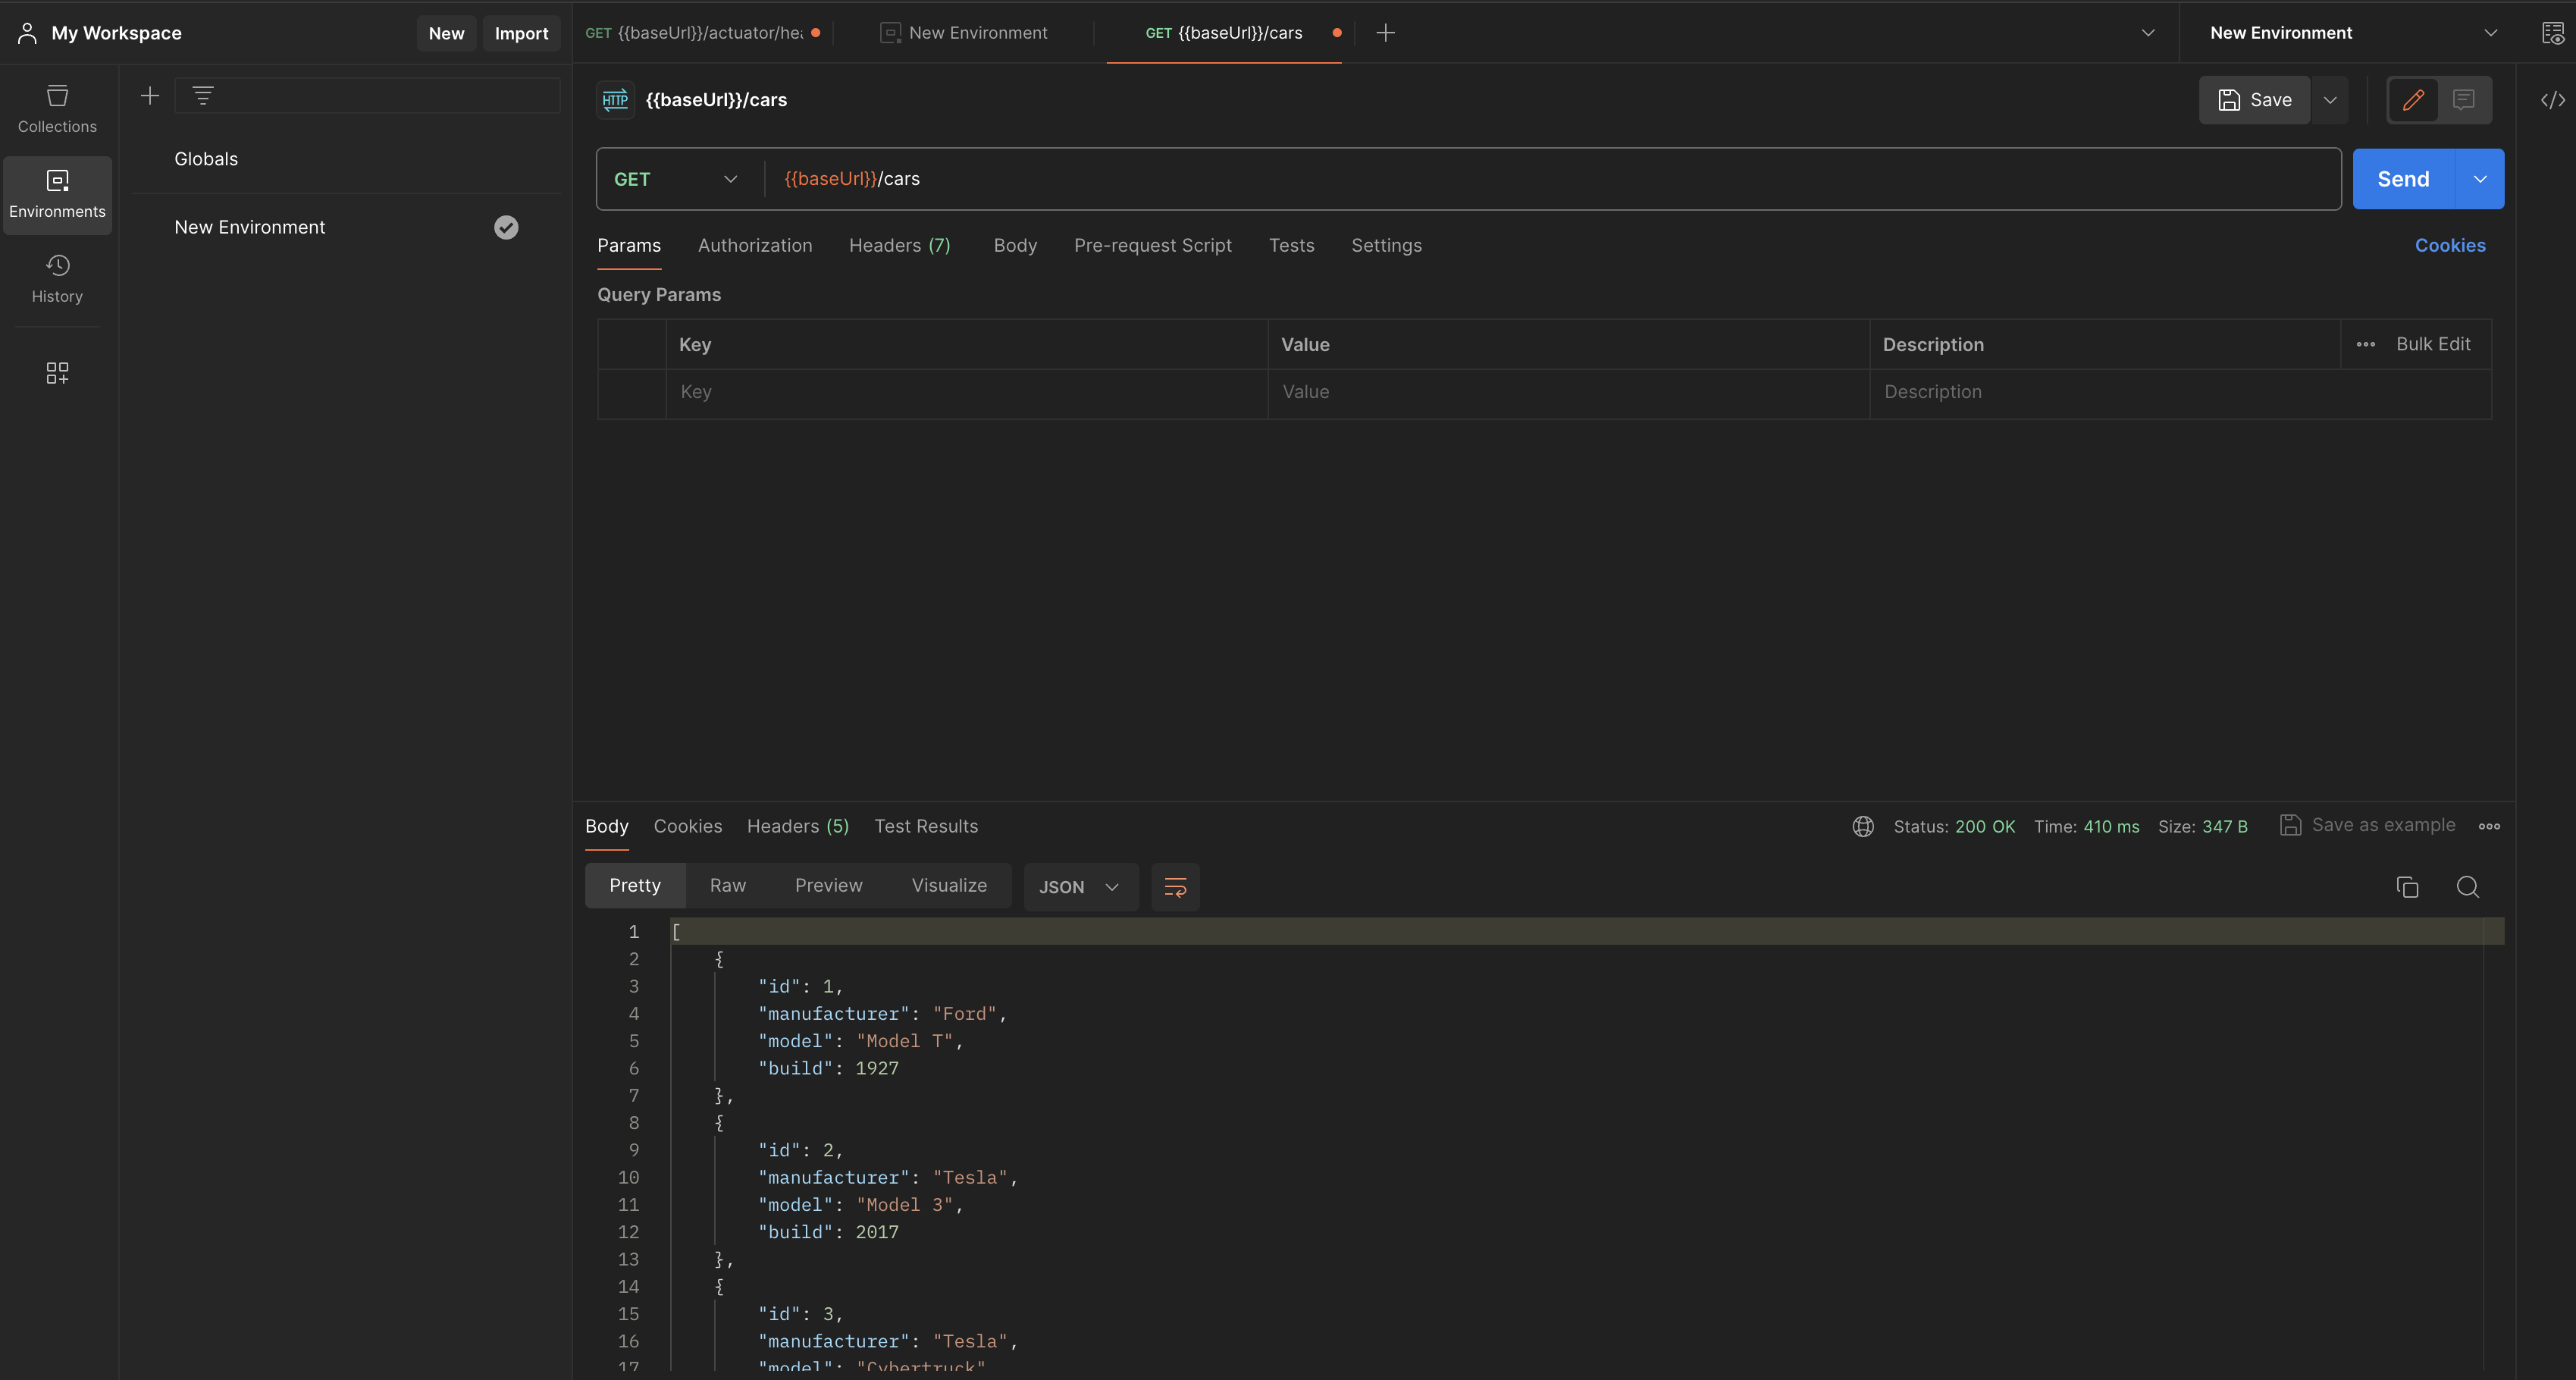 My Workspace
New
Import
GET {{baseUrl}}/actuator/hea
New Environment
GET {{baseUrl}}/cars
New Environment
Collections
Environments
History
Globals
New Environment
HTTP
{{baseUrl}}/cars
Save
GET
{{baseUrl}}/cars
Send
Params
Authorization
Headers (7)
Body
Pre-request Script
Tests
Settings
Cookies
Query Params
Key
Value
Description
Bulk Edit
Key
Value
Description
Body
Cookies
Headers (5)
Test Results
Status: 200 OK
Time: 410 ms
Size: 347 B
Save as example
Pretty
Raw
Preview
Visualize
JSON
1 [
2 {
3 "id": 1,
4 "manufacturer": "Ford",
5 "model": "Model T",
6 "build": 1927
7 },
8 {
9 "id": 2,
10 "manufacturer": "Tesla",
11 "model": "Model 3",
12 "build": 2017
13 },
14 {
15 "id": 3,
16 "manufacturer": "Tesla",
17 "model": "Cybertruck"